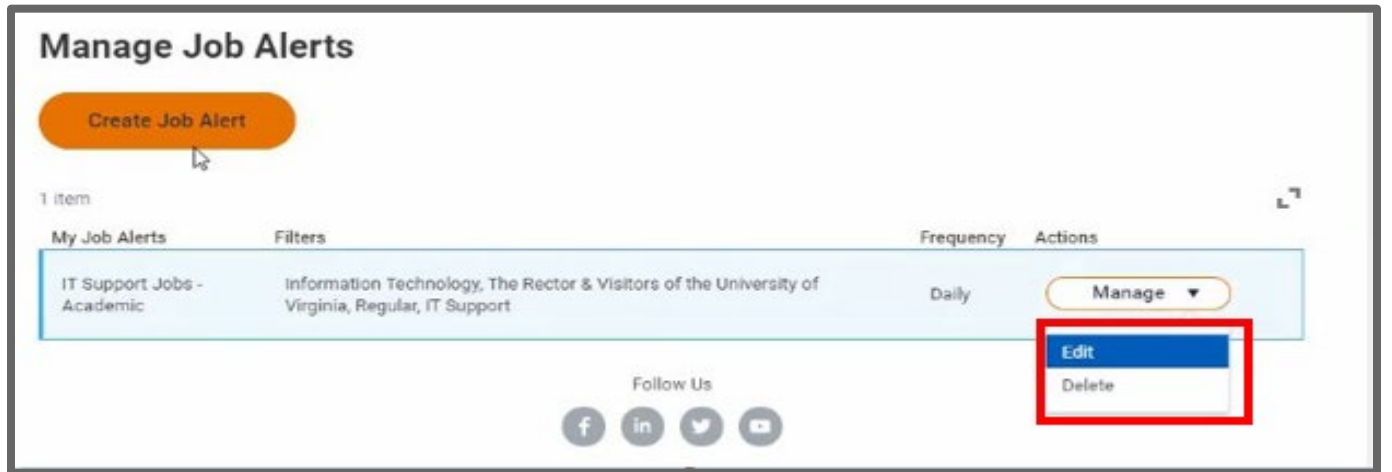 Manage Job Alerts
Create Job Alert
1 item
My Job Alerts Filters Frequency Actions
IT Support Jobs - Information Technology, The Rector & Visitors of the University of Daily Manage
Academic Virginia, Regular, IT Support
Edit
Delete
Follow Us
f in